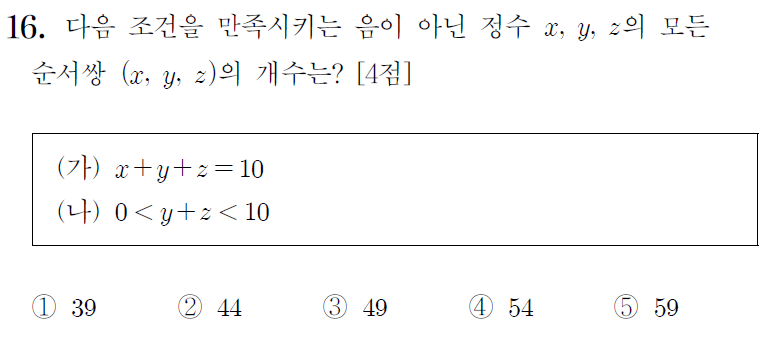 16. 다음 조건을 만족시키는 음이 아닌 정수 x, y, z의 모든
순서쌍 (x, y, z)의 개수는? [4점]
(가) x+y+z=10
(나) 0<y+z<10
① 39 ② 44 ③ 49 ④ 54 ⑤ 59